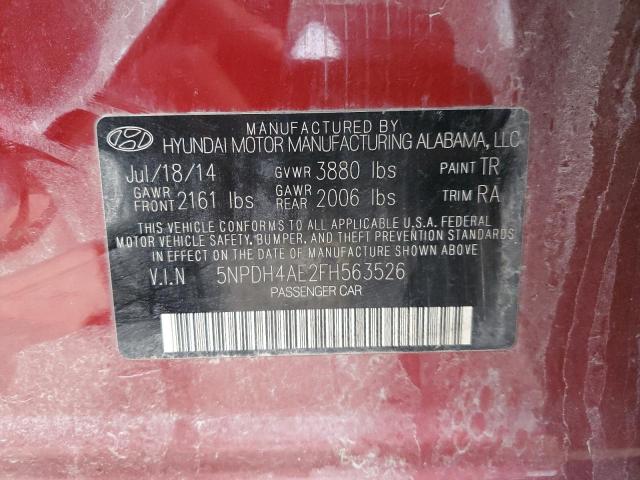 MANUFACTURED BY
HYUNDAI MOTOR MANUFACTURING ALABAMA, LLC
Jul/18/14 GVWR 3880 lbs PAINT TR
GAWR FRONT 2161 lbs GAWR REAR 2006 lbs TRIM RA
THIS VEHICLE CONFORMS TO ALL APPLICABLE U.S.A. FEDERAL
MOTOR VEHICLE SAFETY, BUMPER, AND THEFT PREVENTION STANDARDS
IN EFFECT ON THE DATE OF MANUFACTURE SHOWN ABOVE
V.I.N 5NPDH4AE2FH563526
PASSENGER CAR